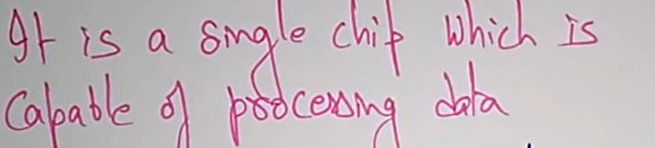 It is a single chip which is
Capable of processing data